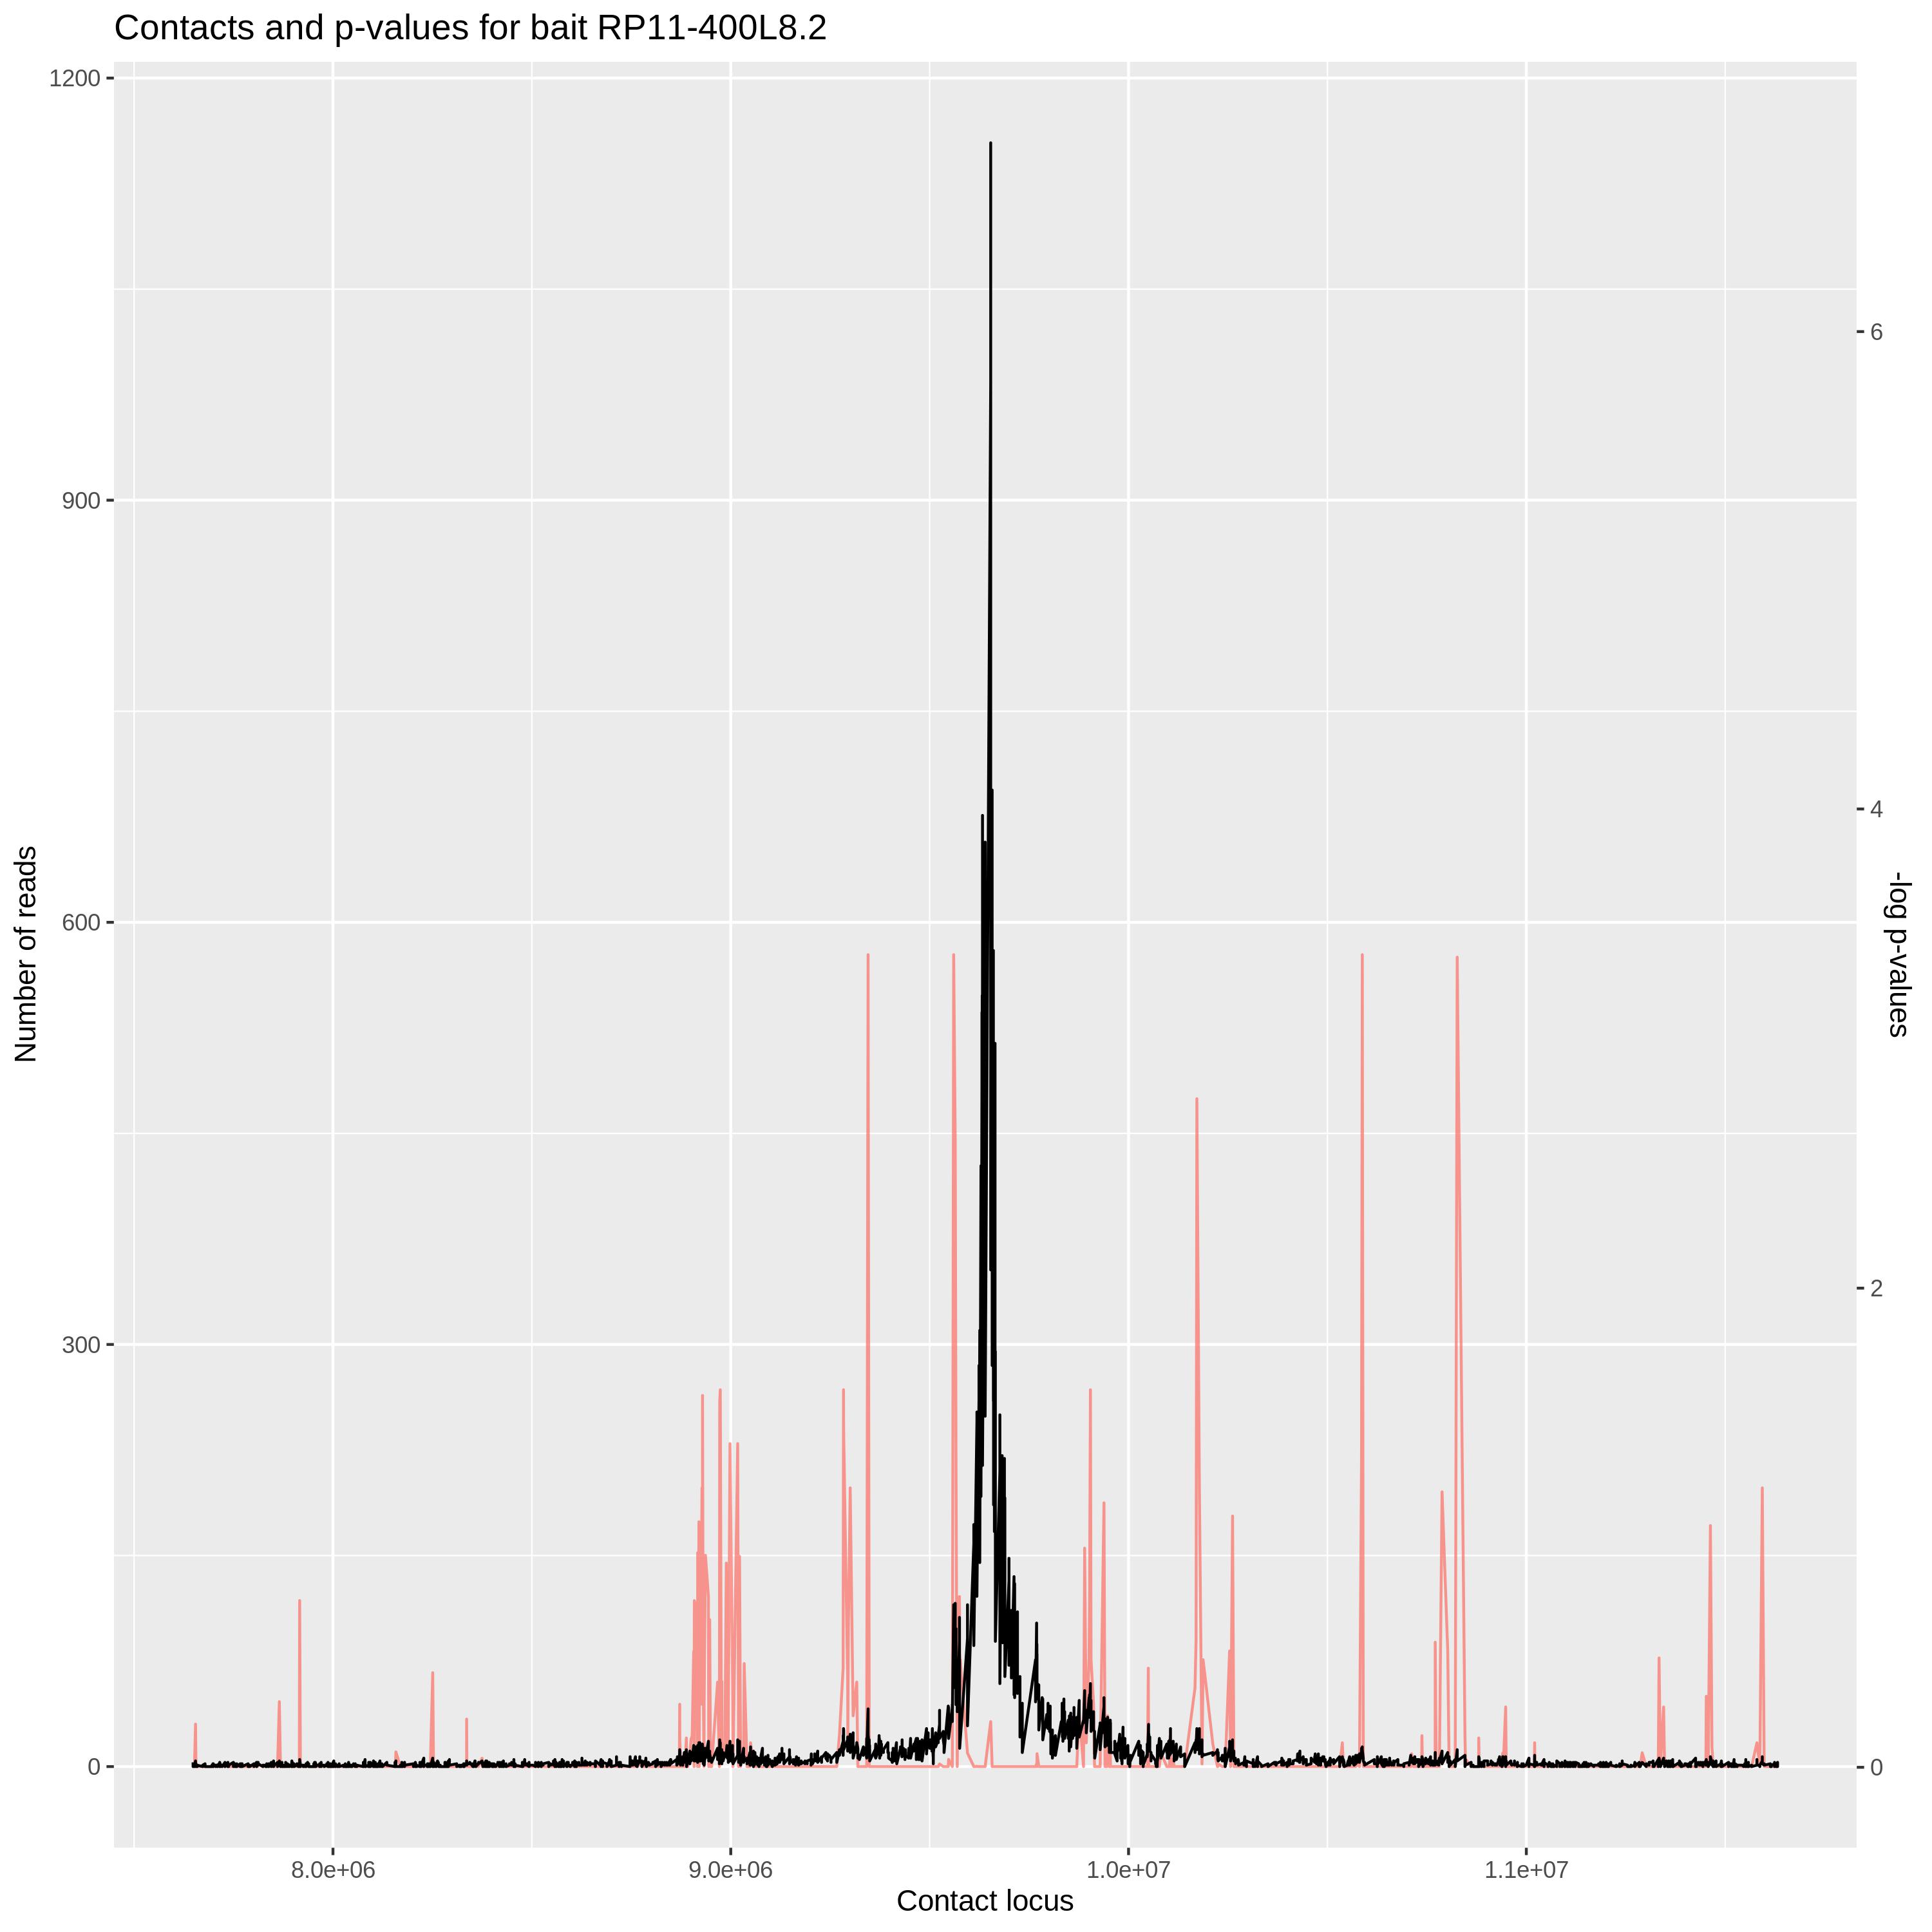 Contacts and p-values for bait RP11-400L8.2
1200
900
600
300
0
Number of reads
6
4
2
0
-log p-values
8.0e+06
9.0e+06
1.0e+07
1.1e+07
Contact locus